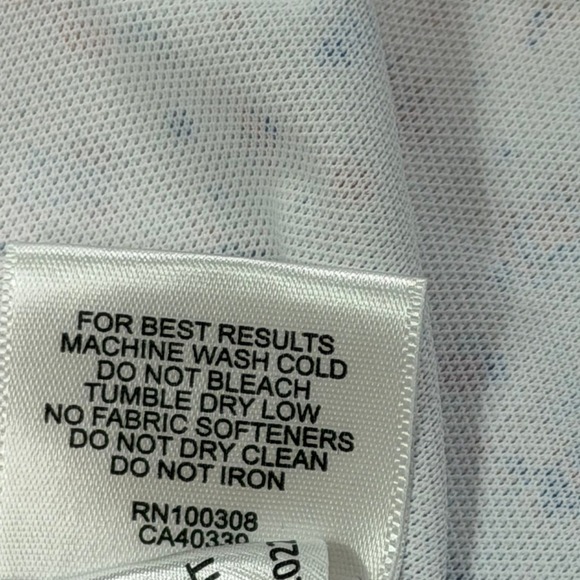 FOR BEST RESULTS
MACHINE WASH COLD
DO NOT BLEACH
TUMBLE DRY LOW
NO FABRIC SOFTENERS
DO NOT DRY CLEAN
DO NOT IRON
RN100308
CA40339